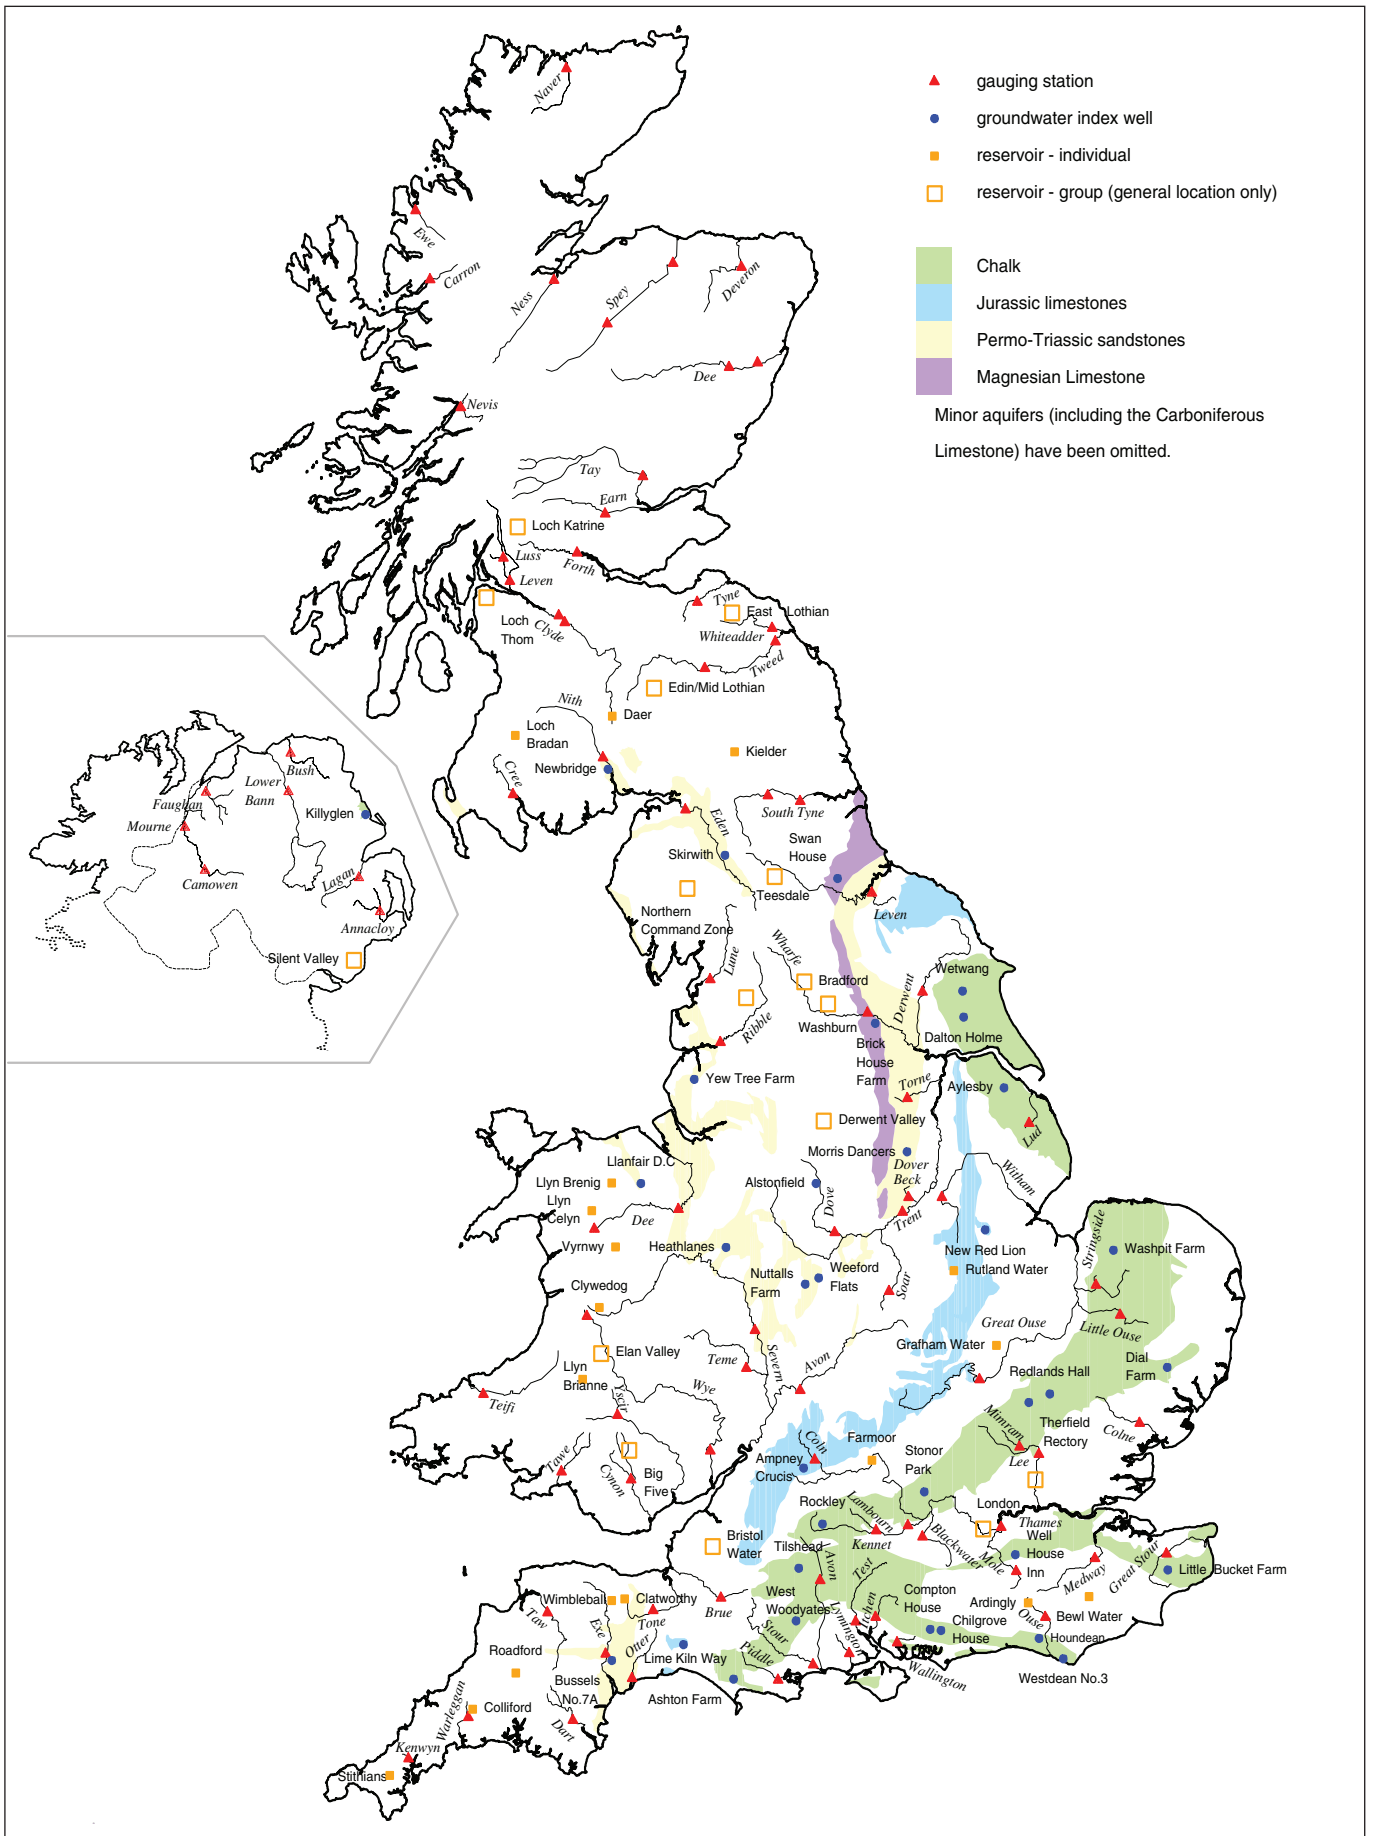 gauging station
groundwater index well
reservoir - individual
reservoir - group (general location only)
Chalk
Jurassic limestones
Permo-Triassic sandstones
Magnesian Limestone
Minor aquifers (including the Carboniferous
Limestone) have been omitted.
Naver
Ewe
Carron
Ness
Spey
Deveron
Dee
Nevis
Tay
Earn
Loch Katrine
Luss
Forth
Leven
Loch
Thom
Clyde
Tyne
East Lothian
Whiteadder
Tweed
Edin/Mid Lothian
Nith
Daer
Loch
Bradan
Kielder
Newbridge
Cree
Bush
Lower
Bann
Faughan
Killyglen
Mourne
Camowen
Lagan
Annacloy
Silent Valley
Eden
South Tyne
Swan
House
Skirwith
Teesdale
Leven
Northern
Command Zone
Lune
Wharfe
Wetwang
Bradford
Derwent
Washburn
Ribble
Brick
House
Farm
Dalton Holme
Yew Tree Farm
Torne
Aylesby
Derwent Valley
Lud
Morris Dancers
Dover
Beck
Llanfair D.C
Llyn Brenig
Alstonfield
Witham
Llyn
Celyn
Dee
Dove
Trent
Stringside
Vyrnwy
Heathlanes
New Red Lion
Washpit Farm
Nuttalls
Farm
Weeford
Flats
Soar
Rutland Water
Clywedog
Great Ouse
Little Ouse
Elan Valley
Teme
Severn
Avon
Grafham Water
Redlands Hall
Dial
Farm
Llyn
Brianne
Yscir
Wye
Teifi
Mimram
Therfield
Rectory
Colne
Coln
Farmoor
Stonor
Park
Lee
Tawe
Cynon
Big
Five
Ampney
Crucis
Rockley
Lambourn
London
Thames
Bristol
Water
Tilshead
Avon
Kennet
Blackwater
Mole
Well
House
Inn
Medway
Great Stour
Little Bucket Farm
Test
West
Woodyates
Compton
House
Ardingly
Wimbleball
Clatworthy
Brue
Taw
Exe
Tone
Stour
Lymington
Itchen
Chilgrove
House
Ouse
Bewl Water
Houndean
Roadford
Otter
Lime Kiln Way
Piddle
Wallington
Westdean No.3
Bussels
No.7A
Ashton Farm
Warleggan
Colliford
Dart
Kenwyn
Stithians